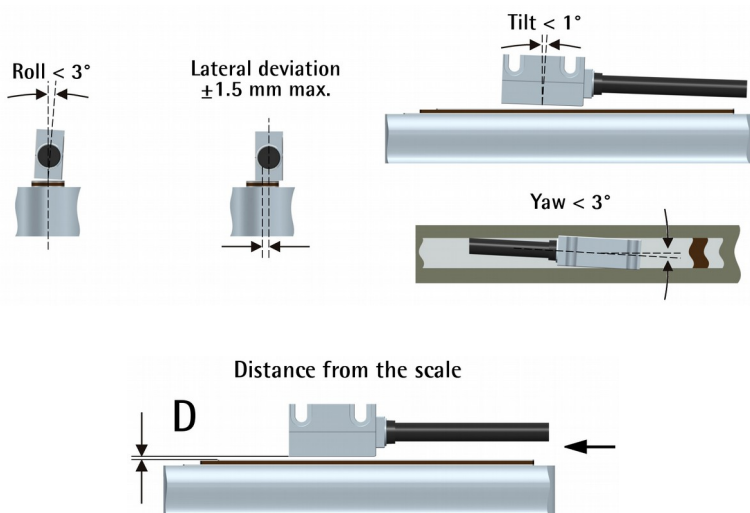 Tilt < 1°
Roll < 3°
Lateral deviation
±1.5 mm max.
Yaw < 3°
Distance from the scale
D